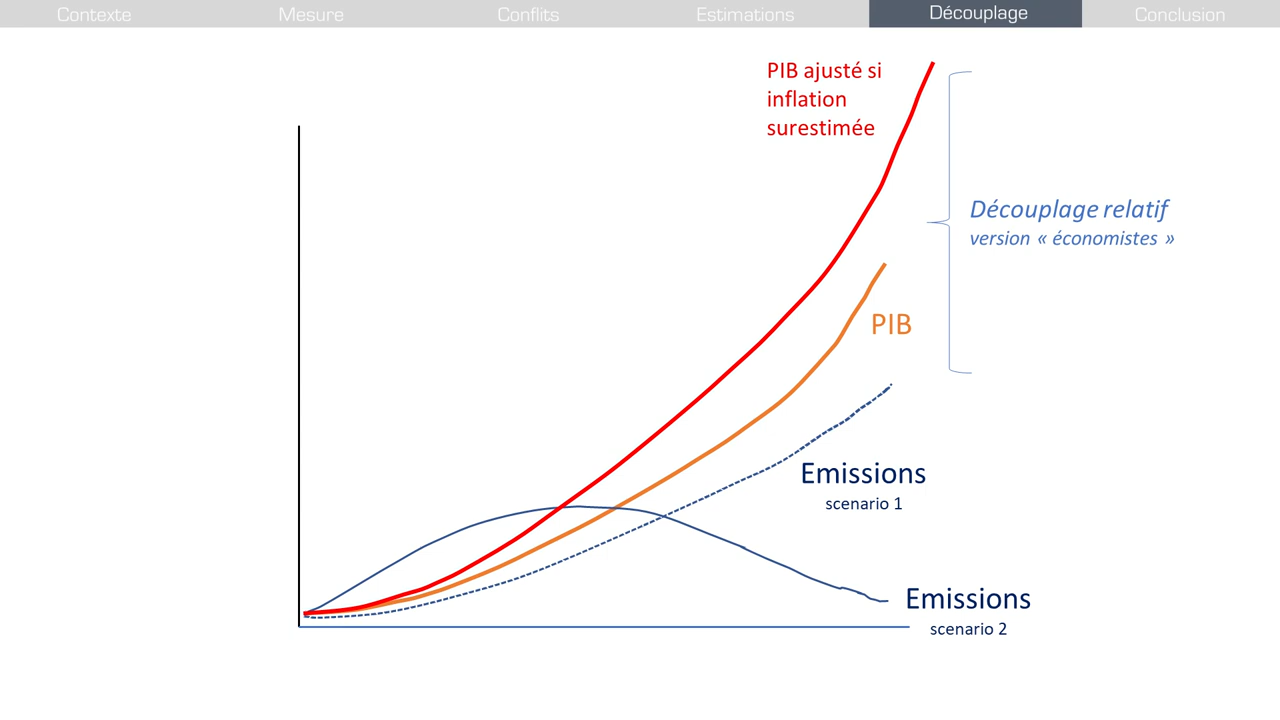 Contexte
Mesure
Conflits
Estimations
Découplage
Conclusion
PIB ajusté si
inflation
surestimée
Découplage relatif
version « économistes »
PIB
Emissions
scenario 1
Emissions
scenario 2